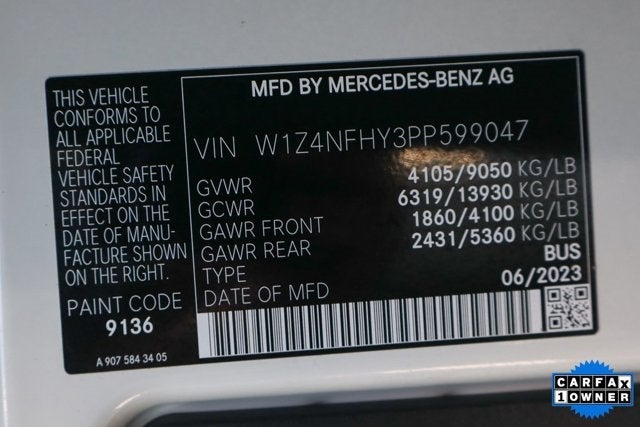 THIS VEHICLE
CONFORMS TO
ALL APPLICABLE
FEDERAL
VEHICLE SAFETY
STANDARDS IN
EFFECT ON THE
DATE OF MANU-
FACTURE SHOWN
ON THE RIGHT.
PAINT CODE
9136
A 907 584 34 05
MFD BY MERCEDES-BENZ AG
VIN W1Z4NFHY3PP599047
GVWR 4105/9050 KG/LB
GCWR 6319/13930 KG/LB
GAWR FRONT 1860/4100 KG/LB
GAWR REAR 2431/5360 KG/LB
TYPE BUS
DATE OF MFD 06/2023
CARFAX
1 OWNER